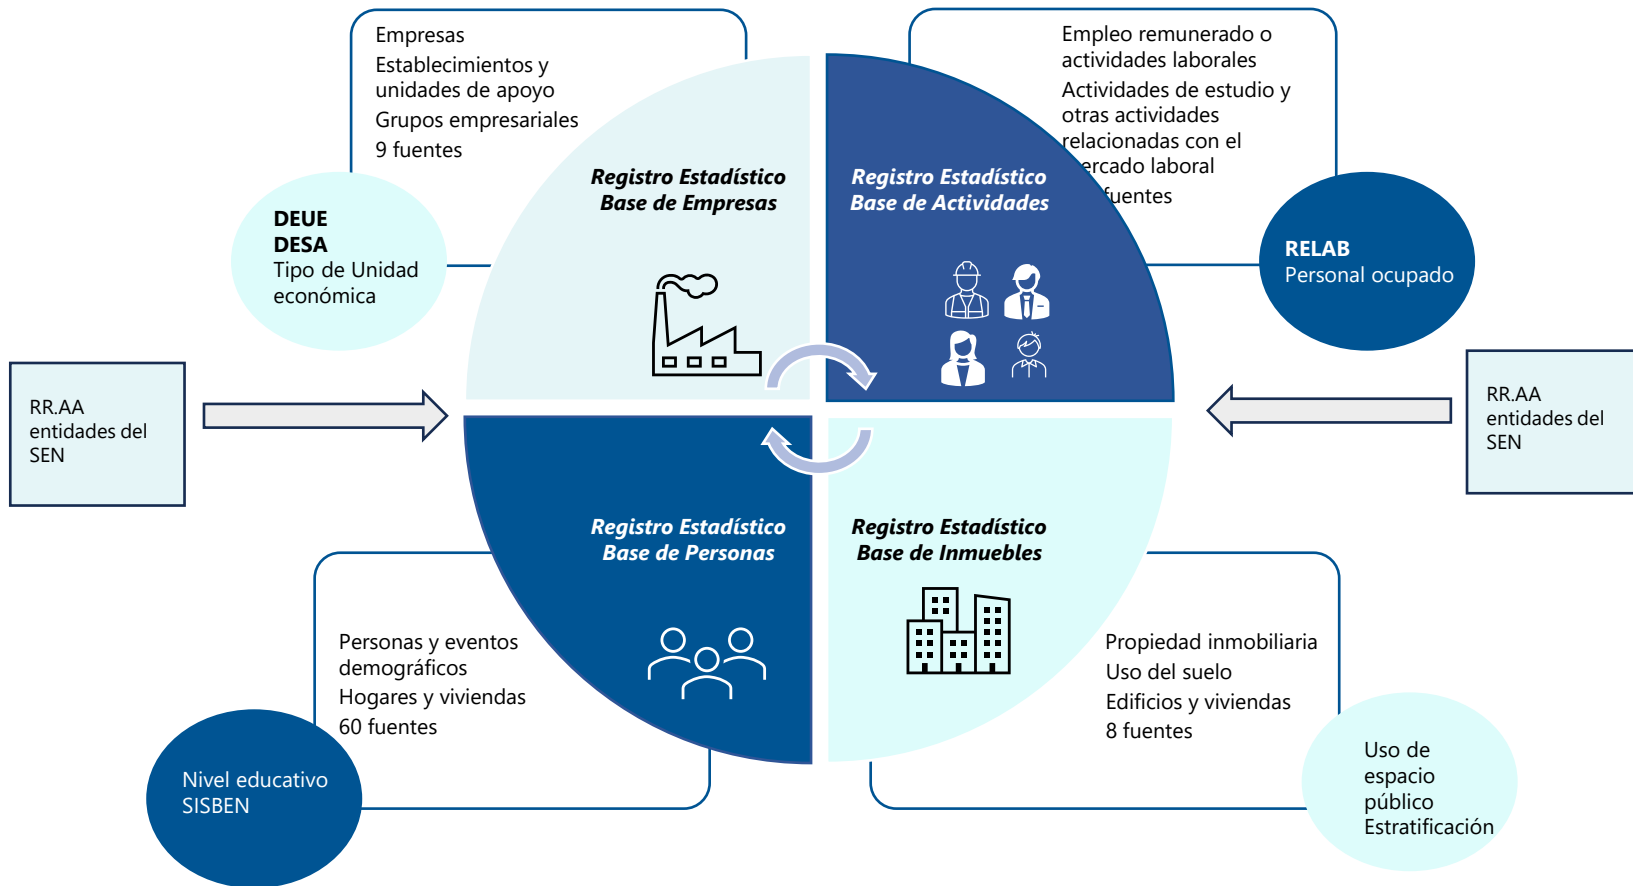 Empresas
Establecimientos y
unidades de apoyo
Grupos empresariales
9 fuentes
DEUE
DESA
Tipo de Unidad
económica
Registro Estadístico
Base de Empresas
Empleo remunerado o
actividades laborales
Actividades de estudio y
otras actividades
relacionadas con el
mercado laboral
fuentes
Registro Estadístico
Base de Actividades
RELAB
Personal ocupado
RR.AA
entidades del
SEN
RR.AA
entidades del
SEN
Registro Estadístico
Base de Personas
Personas y eventos
demográficos
Hogares y viviendas
60 fuentes
Nivel educativo
SISBEN
Registro Estadístico
Base de Inmuebles
Propiedad inmobiliaria
Uso del suelo
Edificios y viviendas
8 fuentes
Uso de
espacio
público
Estratificación